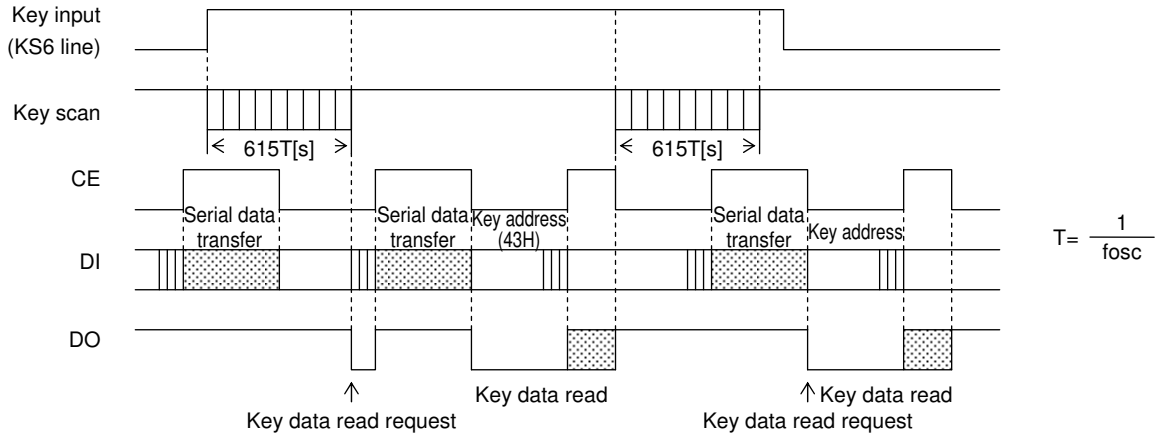 Key input
(KS6 line)
Key scan
615T[s]
615T[s]
CE
Serial data
transfer
Serial data
transfer
Key address
(43H)
Serial data
transfer
Key address
T= 1
fosc
DI
DO
Key data read
Key data read request
Key data read
Key data read request